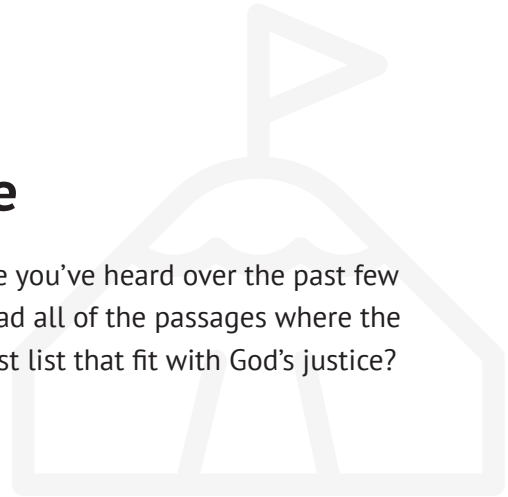 e
e you’ve heard over the past few
ad all of the passages where the
st list that fit with God’s justice?